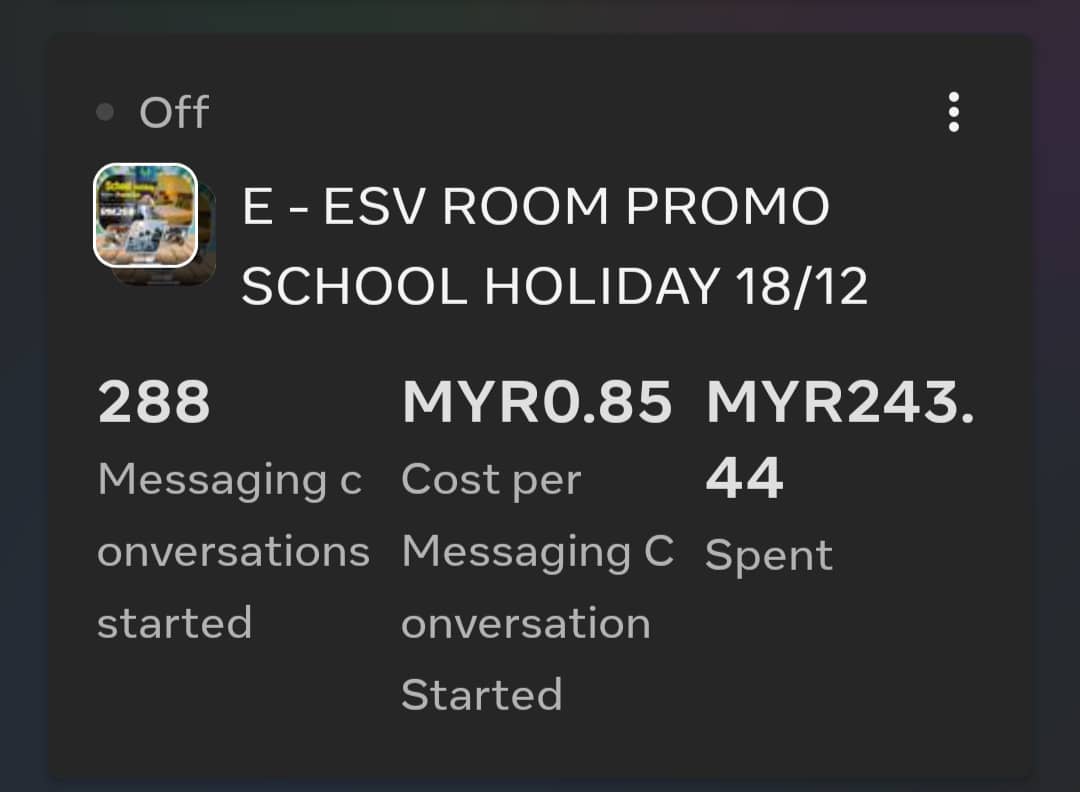 Off
E - ESV ROOM PROMO
SCHOOL HOLIDAY 18/12
288
Messaging c
onversations
started
MYR0.85
Cost per
Messaging C
onversation
Started
MYR243.
44
Spent